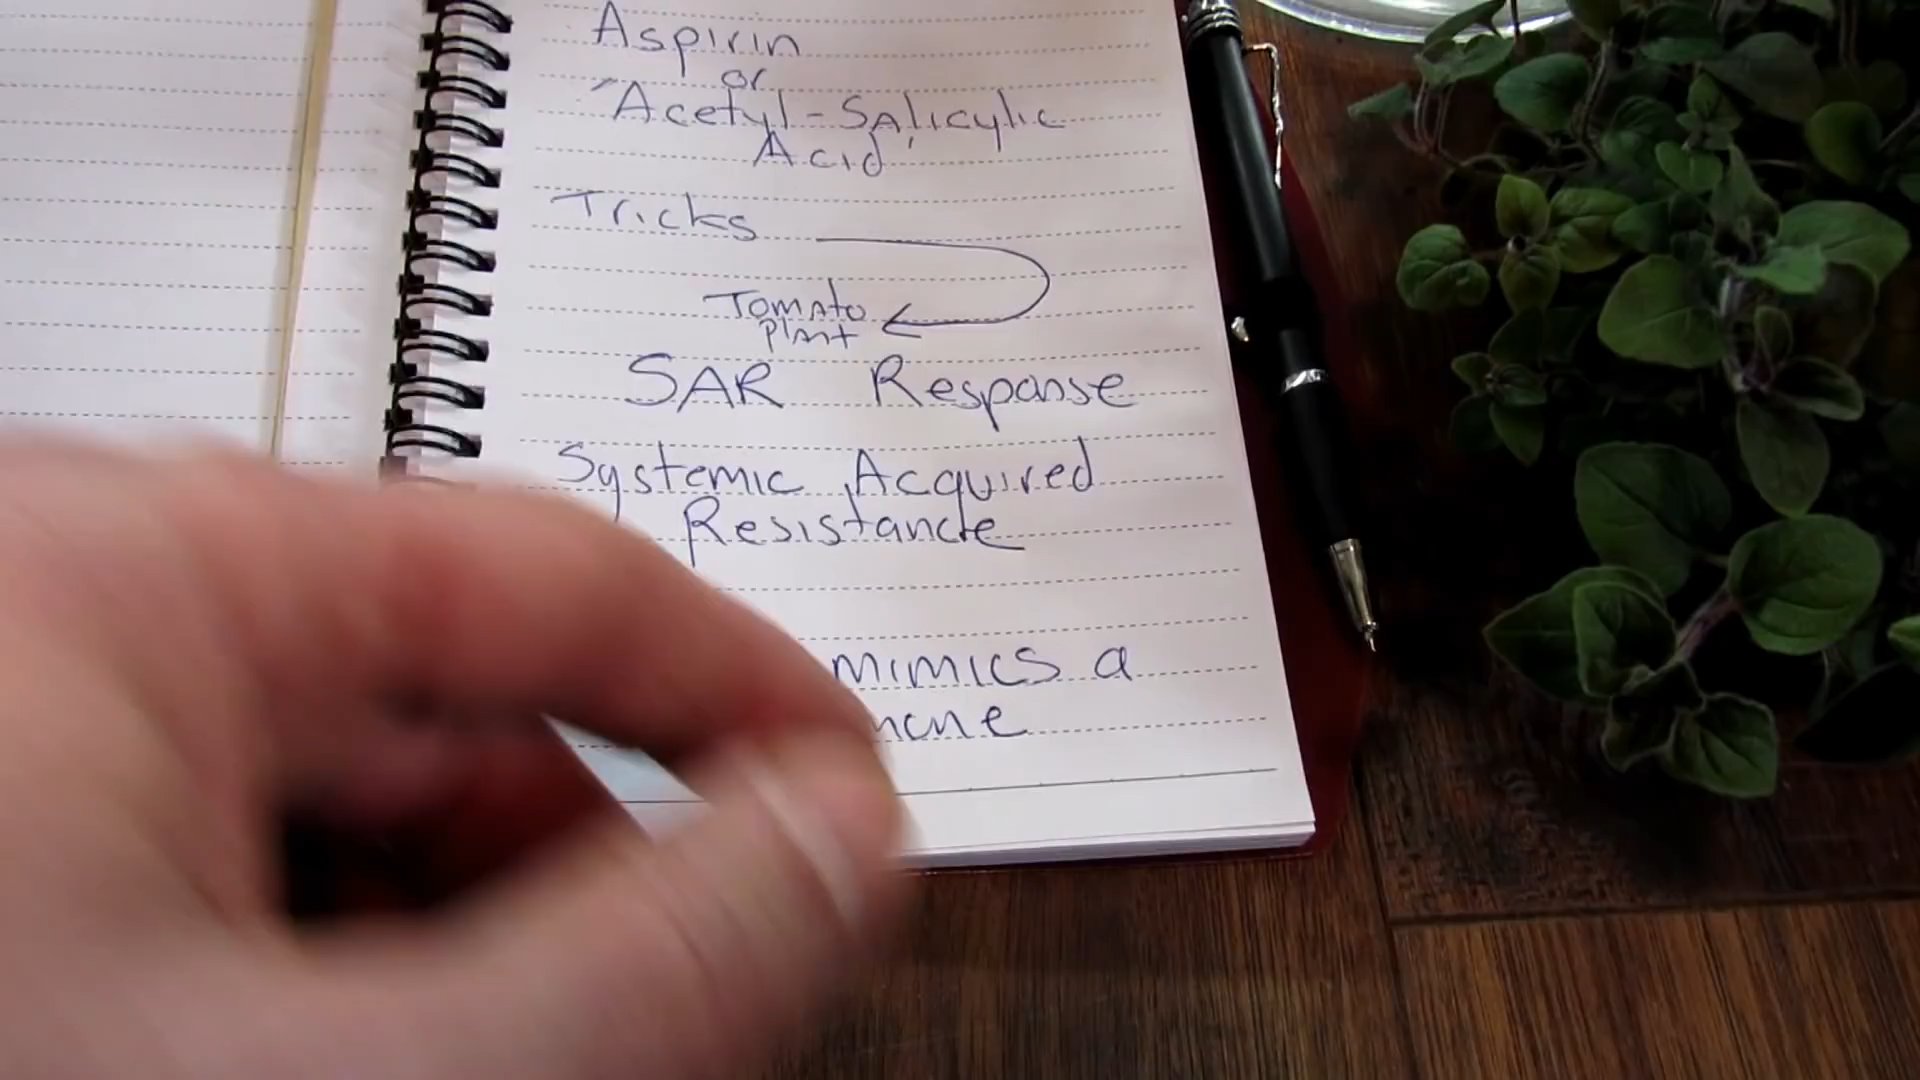 Aspirin
or
Acetyl-Salicylic
Acid
Tricks
Tomato
Plant
SAR Response
Systemic Acquired
Resistance
mimics a